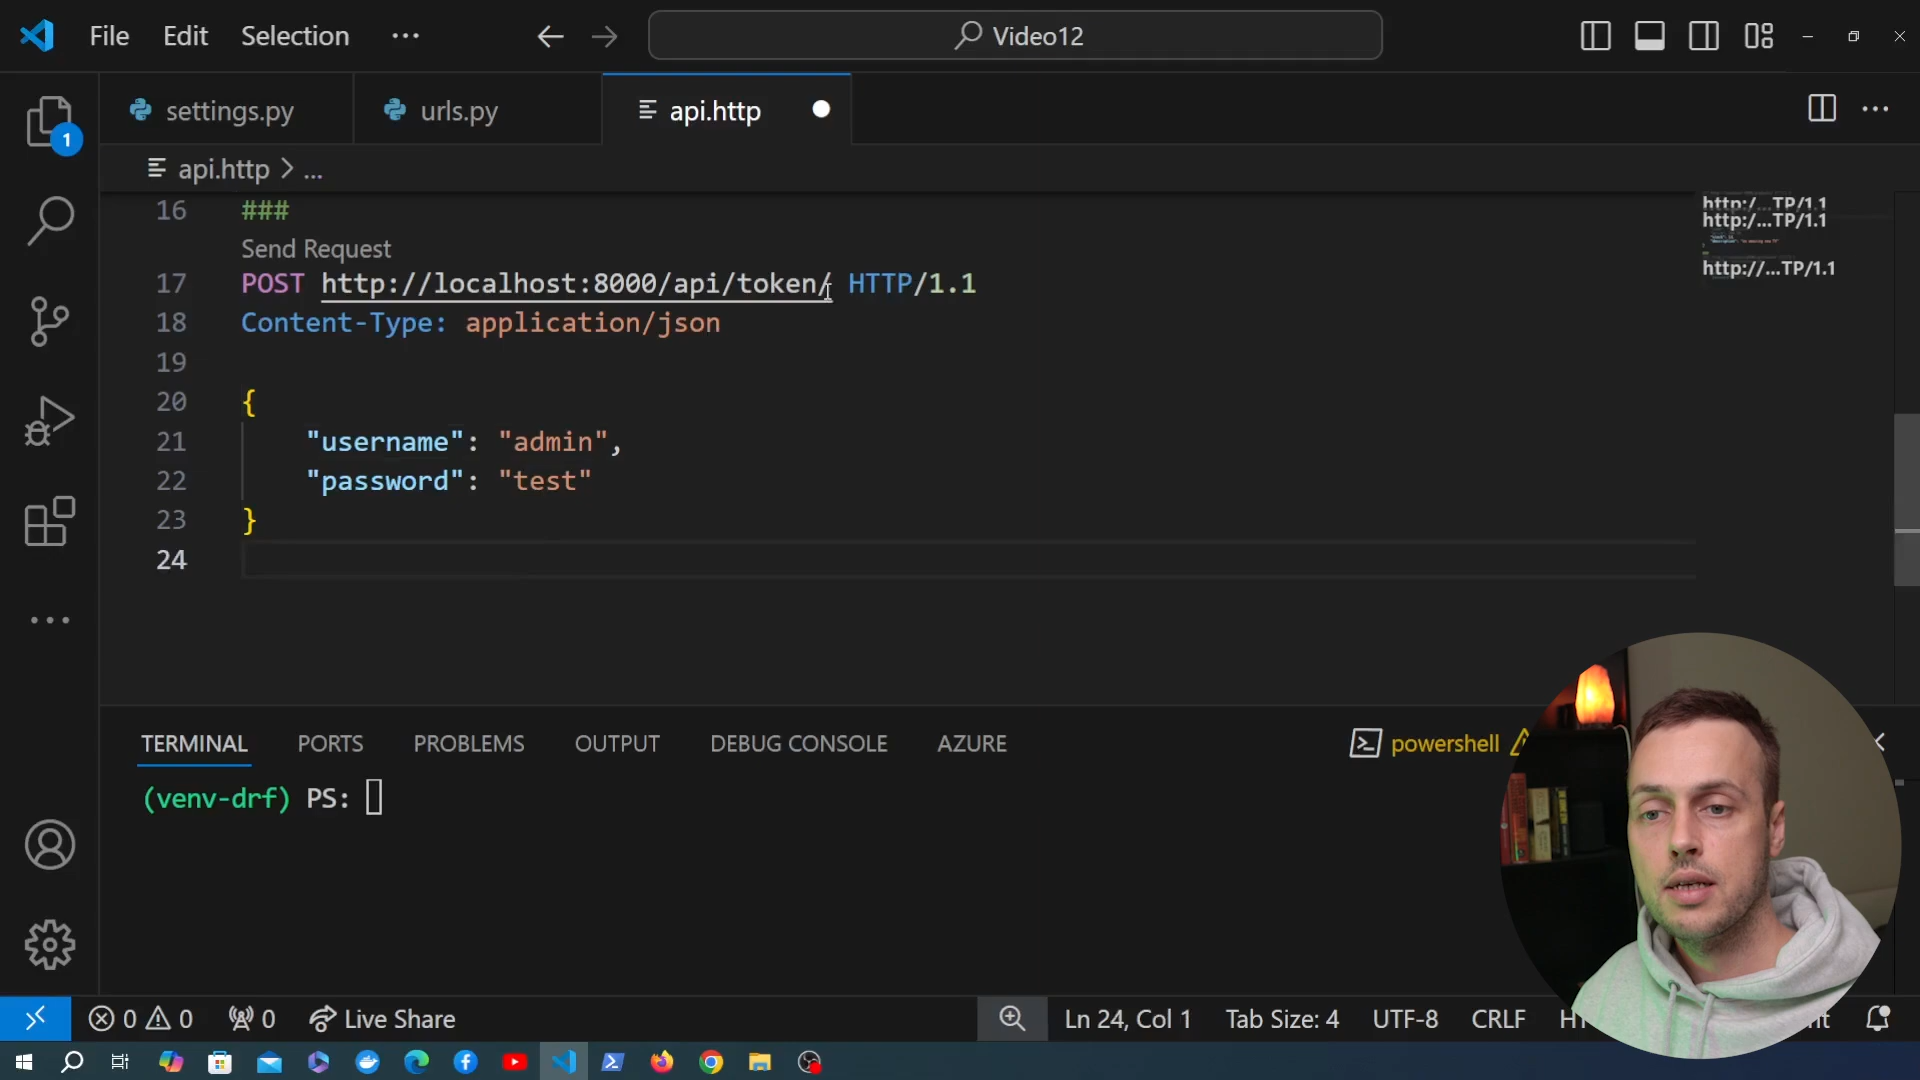 File Edit Selection ··· Video12
settings.py urls.py api.http
1
api.http > ...
16 ###
Send Request
17 POST http://localhost:8000/api/token/ HTTP/1.1
18 Content-Type: application/json
19
20 {
21 "username": "admin",
22 "password": "test"
23 }
24
http:/...TP/1.1
http:/...TP/1.1
http://...TP/1.1
TERMINAL PORTS PROBLEMS OUTPUT DEBUG CONSOLE AZURE powershell
(venv-drf) PS:
0 0 0 Live Share Ln 24, Col 1 Tab Size: 4 UTF-8 CRLF